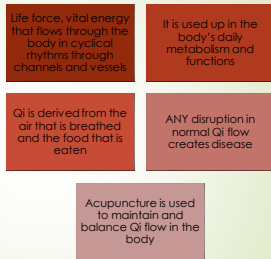 Life force, vital energy
that flows through the
body in cyclical
rhythms through
channels and vessels
It is used up in the
body's daily
metabolism and
functions
Qi is derived from the
air that is breathed
and the food that is
eaten
ANY disruption in
normal Qi flow
creates disease
Acupuncture is used
to maintain and
balance Qi flow in the
body